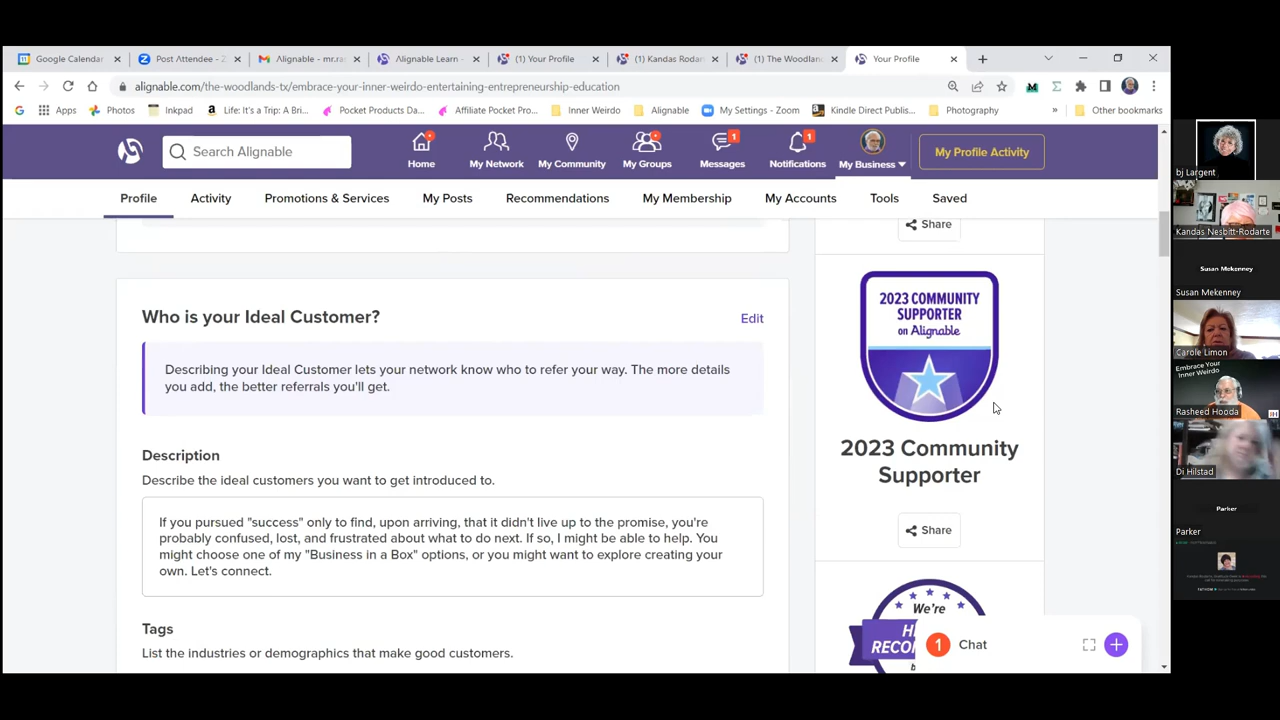 Google Calenda
Post Attendee - Z
Alignable - mr.ra
Alignable Learn -
(1) Your Profile
(1) Kandas Rodar
(1) The Woodlan
Your Profile
alignable.com/the-woodlands-tx/embrace-your-inner-weirdo-entertaining-entrepreneurship-education
Apps
Photos
Inkpad
Life: It's a Trip: A Bri...
Pocket Products Da...
Affiliate Pocket Pro...
Inner Weirdo
Alignable
My Settings - Zoom
Kindle Direct Publis...
Photography
»
Other bookmarks
Search Alignable
Home
My Network
My Community
My Groups
1
Messages
1
Notifications
My Business
My Profile Activity
Profile
Activity
Promotions & Services
My Posts
Recommendations
My Membership
My Accounts
Tools
Saved
Share
Who is your Ideal Customer?
Edit
Describing your Ideal Customer lets your network know who to refer your way. The more details
you add, the better referrals you'll get.
Description
Describe the ideal customers you want to get introduced to.
If you pursued "success" only to find, upon arriving, that it didn't live up to the promise, you're
probably confused, lost, and frustrated about what to do next. If so, I might be able to help. You
might choose one of my "Business in a Box" options, or you might want to explore creating your
own. Let's connect.
Tags
List the industries or demographics that make good customers.
2023 COMMUNITY
SUPPORTER
on Alignable
2023 Community
Supporter
Share
We're
1
Chat
bj Largent
Kandas Nesbitt-Rodarte
Susan Mekenney
Susan Mekenney
Carole Limon
Embrace Your
Inner Weirdo
Rasheed Hooda
Di Hilstad
Parker
Parker